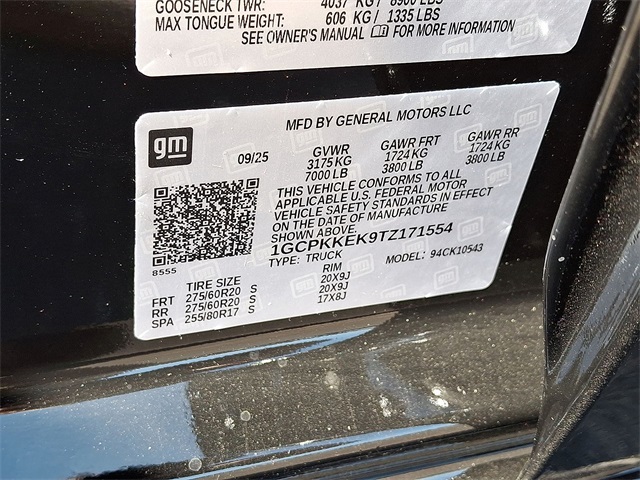 GOOSENECK TWR: 4037 KG / 8900 LBS
MAX TONGUE WEIGHT: 606 KG / 1335 LBS
SEE OWNER'S MANUAL FOR MORE INFORMATION
gm
MFD BY GENERAL MOTORS LLC
09/25
GVWR GAWR FRT GAWR RR
3175 KG 1724 KG 1724 KG
7000 LB 3800 LB 3800 LB
THIS VEHICLE CONFORMS TO ALL
APPLICABLE U.S. FEDERAL MOTOR
VEHICLE SAFETY STANDARDS IN EFFECT
ON THE DATE OF MANUFACTURE
SHOWN ABOVE.
1GCPKKEK9TZ171554
TYPE: TRUCK MODEL: 94CK10543
8555
TIRE SIZE RIM
FRT 275/60R20 S 20X9J
RR 275/60R20 S 20X9J
SPA 255/80R17 S 17X8J